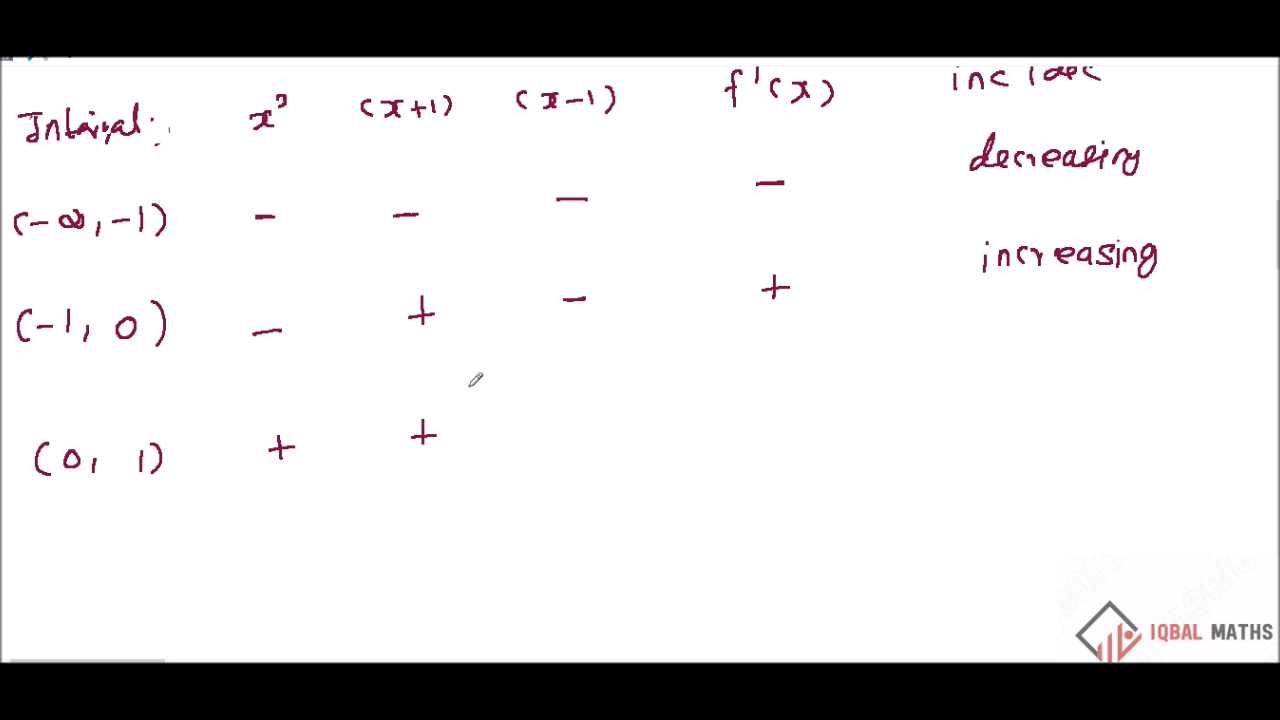 Interval: x³ (x+1) (x-1) f'(x) inc | dec
(-∞, -1) - - - - decreasing
(-1, 0) - + - + increasing
(0, 1) + +
IQBAL MATHS